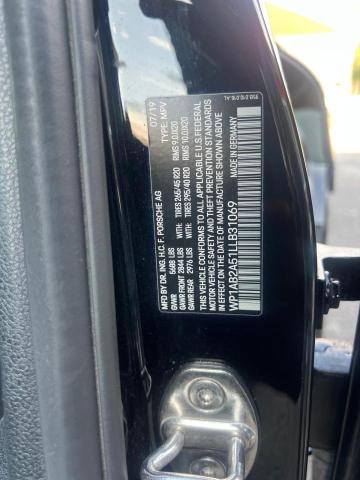 MFD BY DR. ING. H.C. F. PORSCHE AG 07/19
GVWR 5688 LBS TYPE: MPV
GAWR FRONT 2844 LBS WITH: TIRES 265/45 R20 RIMS 9.0JX20
GAWR REAR 2976 LBS WITH: TIRES 295/40 R20 RIMS 10.0JX20
THIS VEHICLE CONFORMS TO ALL APPLICABLE U.S. FEDERAL
MOTOR VEHICLE SAFETY AND THEFT PREVENTION STANDARDS
IN EFFECT ON THE DATE OF MANUFACTURE SHOWN ABOVE
WP1AB2A51LLB31069 MADE IN GERMANY